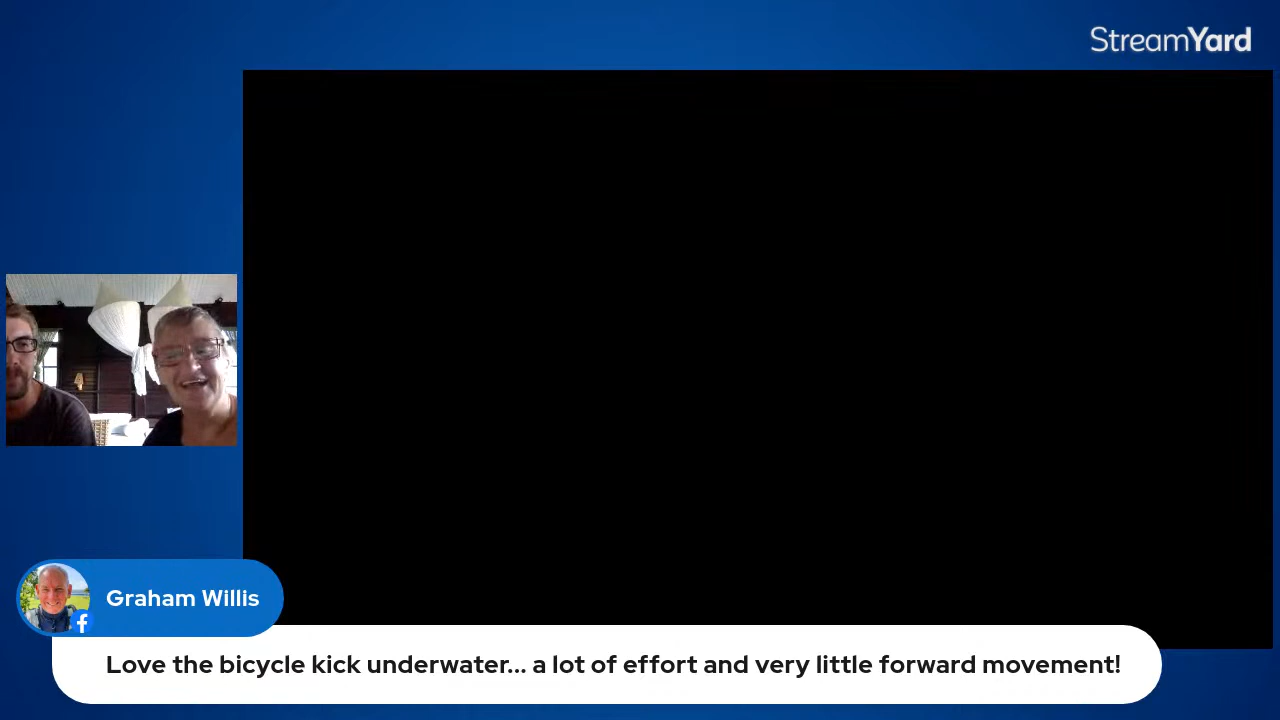 StreamYard
Graham Willis
Love the bicycle kick underwater... a lot of effort and very little forward movement!